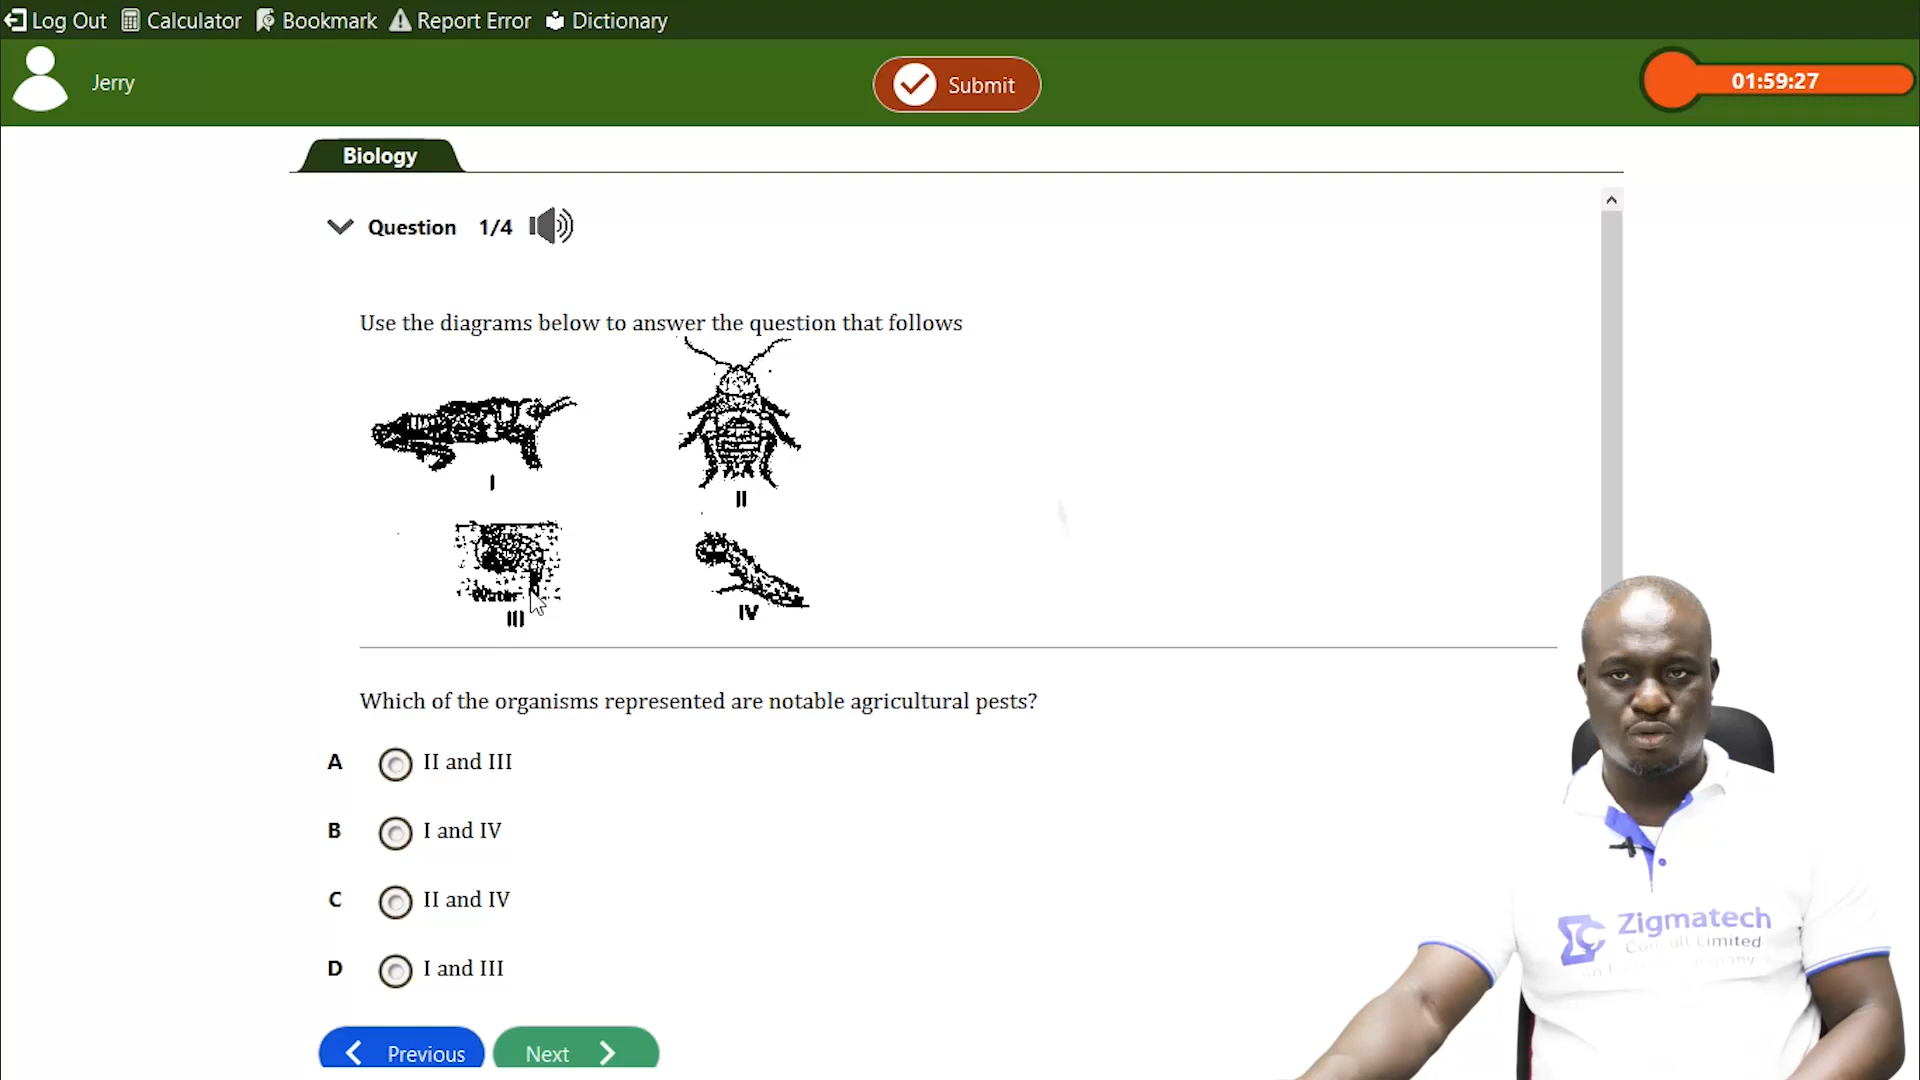 Log Out Calculator Bookmark Report Error Dictionary
Jerry
Submit
01:59:27
Biology
Question 1/4
Use the diagrams below to answer the question that follows
I
II
Water
III
IV
Which of the organisms represented are notable agricultural pests?
A II and III
B I and IV
C II and IV
D I and III
Previous Next
Zigmatech
Consult Limited